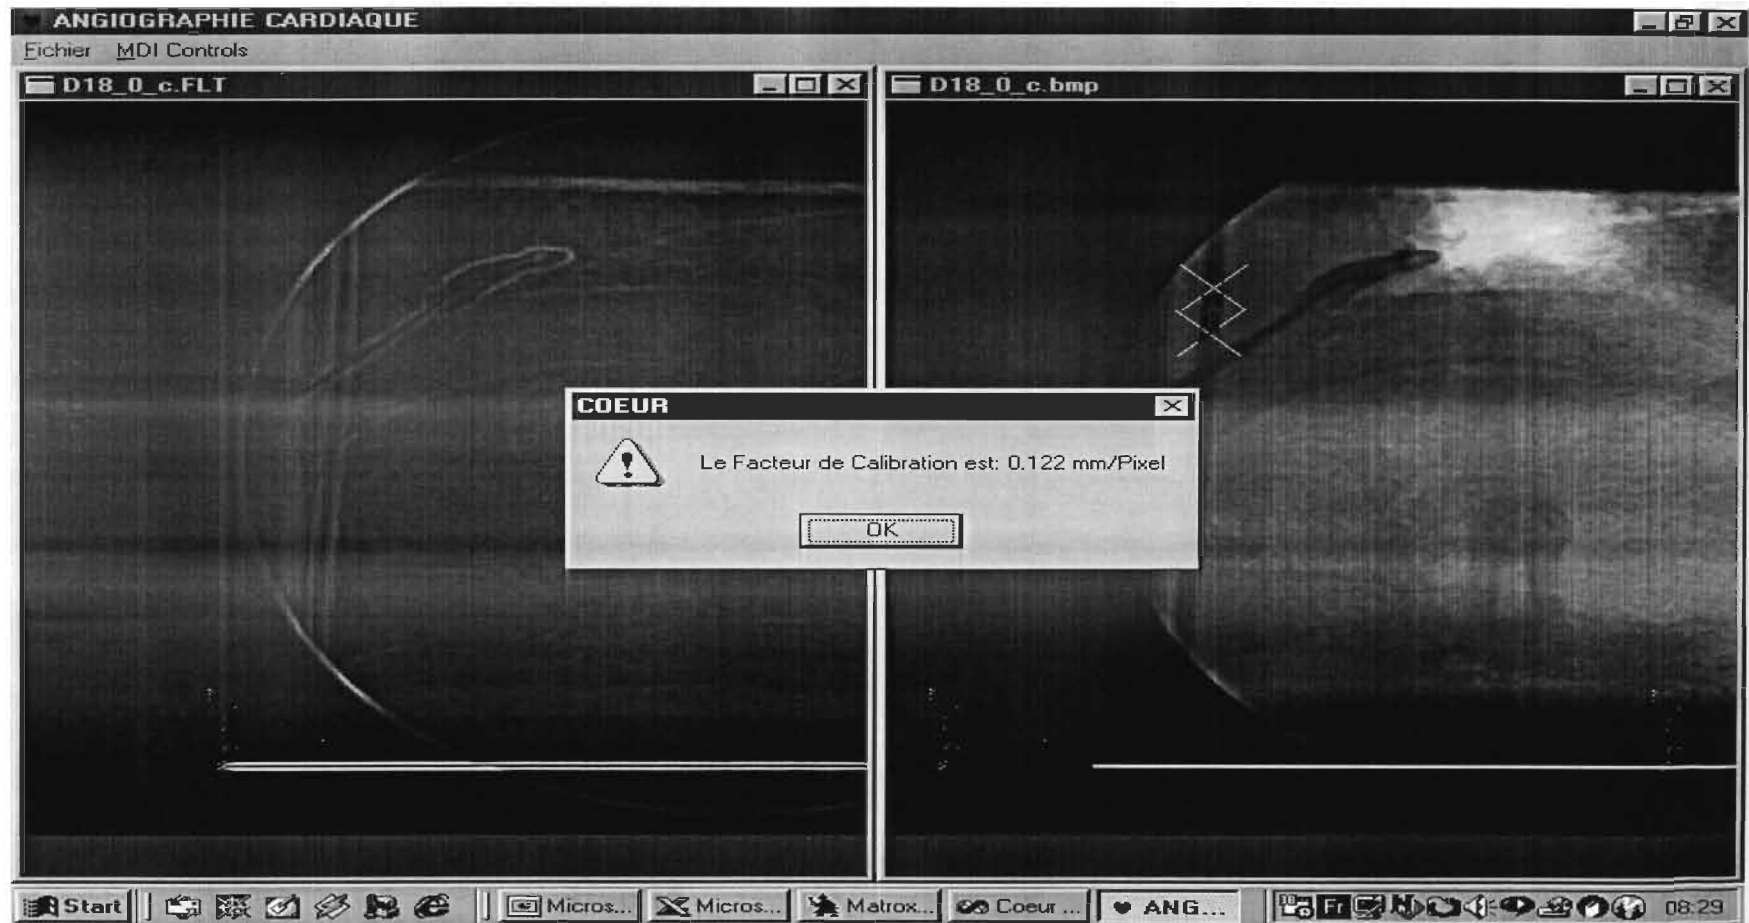 ANGIOGRAPHIE CARDIAQUE
Fichier MDI Controls
D18_0_c.FLT
D18_0_c.bmp
COEUR
Le Facteur de Calibration est: 0.122 mm/Pixel
OK
Start
Micros...
Micros...
Matrox...
Coeur ...
ANG...
Fr
08:29